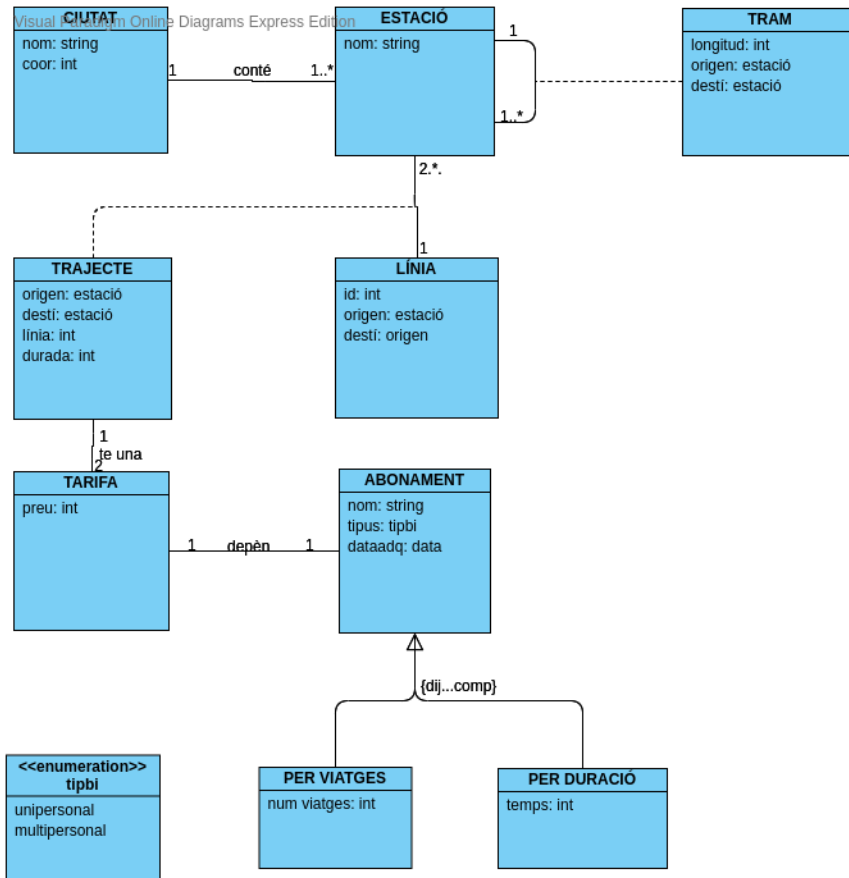 Visual Paradigm Online Diagrams Express Edition
CIUTAT
nom: string
coor: int
1
conté
1..*
ESTACIÓ
nom: string
1
1..*
TRAM
longitud: int
origen: estació
destí: estació
2.*.
1
TRAJECTE
origen: estació
destí: estació
línia: int
durada: int
LÍNIA
id: int
origen: estació
destí: origen
1
te una
2
TARIFA
preu: int
1
depèn
1
ABONAMENT
nom: string
tipus: tipbi
dataadq: data
{dij...comp}
<<enumeration>>
tipbi
unipersonal
multipersonal
PER VIATGES
num viatges: int
PER DURACIÓ
temps: int